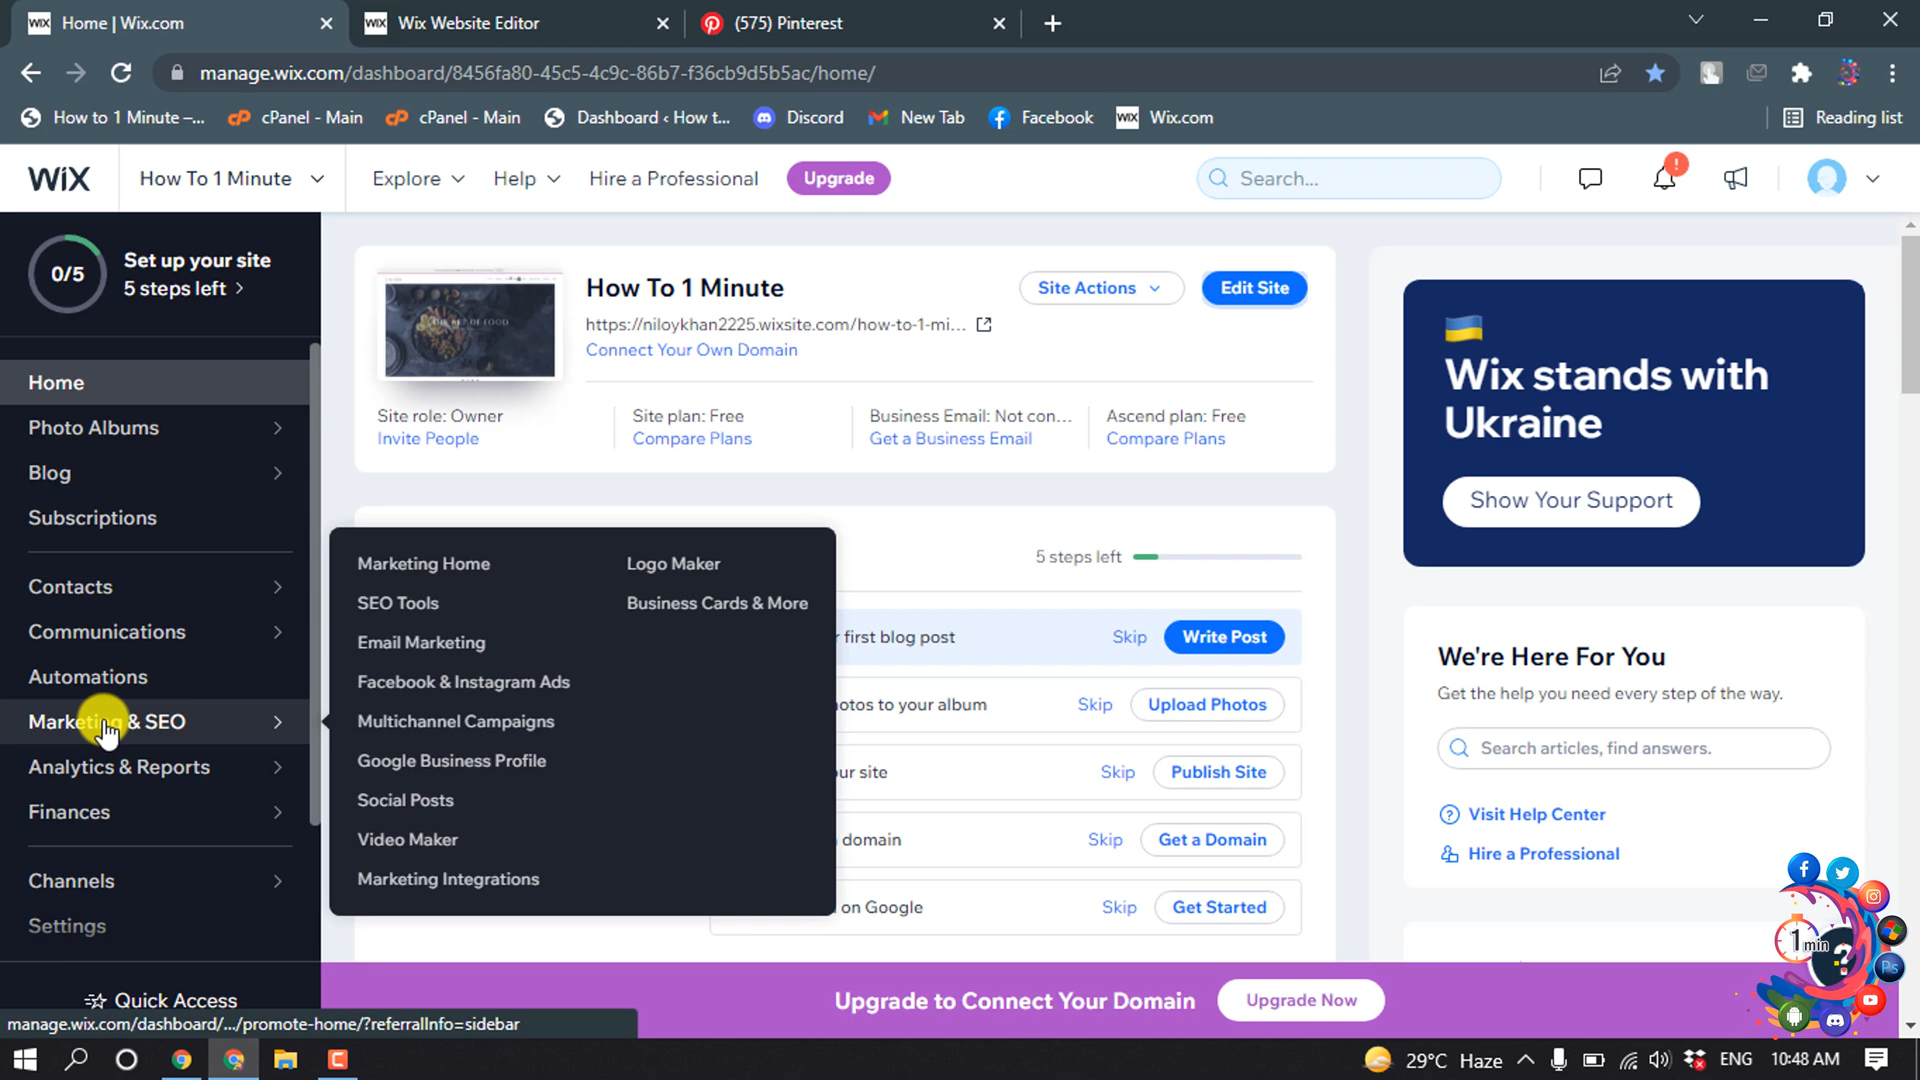 WiX Home | Wix.com
WiX Wix Website Editor
(575) Pinterest
manage.wix.com/dashboard/8456fa80-45c5-4c9c-86b7-f36cb9d5b5ac/home/
How to 1 Minute –...
cP cPanel - Main
cP cPanel - Main
Dashboard ‹ How t...
Discord
New Tab
Facebook
WiX Wix.com
Reading list
WiX
How To 1 Minute
Explore
Help
Hire a Professional
Upgrade
Search...
!
0/5
Set up your site
5 steps left >
Home
Photo Albums
Blog
Subscriptions
Contacts
Communications
Automations
Marketing & SEO
Analytics & Reports
Finances
Channels
Settings
Quick Access
manage.wix.com/dashboard/.../promote-home/?referralInfo=sidebar
How To 1 Minute
Site Actions
Edit Site
https://niloykhan2225.wixsite.com/how-to-1-mi...
Connect Your Own Domain
Site role: Owner
Invite People
Site plan: Free
Compare Plans
Business Email: Not con...
Get a Business Email
Ascend plan: Free
Compare Plans
Marketing Home
SEO Tools
Email Marketing
Facebook & Instagram Ads
Multichannel Campaigns
Google Business Profile
Social Posts
Video Maker
Marketing Integrations
Logo Maker
Business Cards & More
5 steps left
r first blog post
Skip
Write Post
otos to your album
Skip
Upload Photos
ur site
Skip
Publish Site
domain
Skip
Get a Domain
on Google
Skip
Get Started
Wix stands with
Ukraine
Show Your Support
We're Here For You
Get the help you need every step of the way.
Search articles, find answers.
Visit Help Center
Hire a Professional
Upgrade to Connect Your Domain
Upgrade Now
1 min
?
Ps
29°C Haze
ENG
10:48 AM